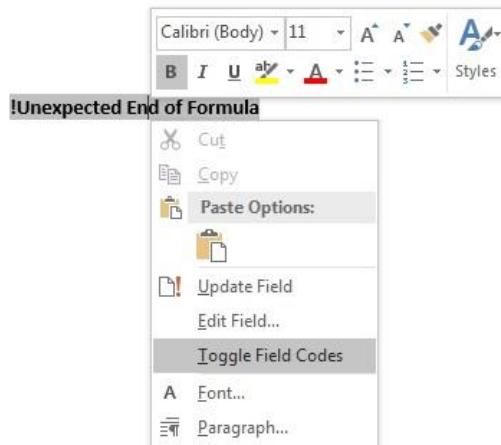 Calibri (Body) 11 A A A
B I U ab A Styles
!Unexpected End of Formula
Cut
Copy
Paste Options:
Update Field
Edit Field...
Toggle Field Codes
A Font...
Paragraph...